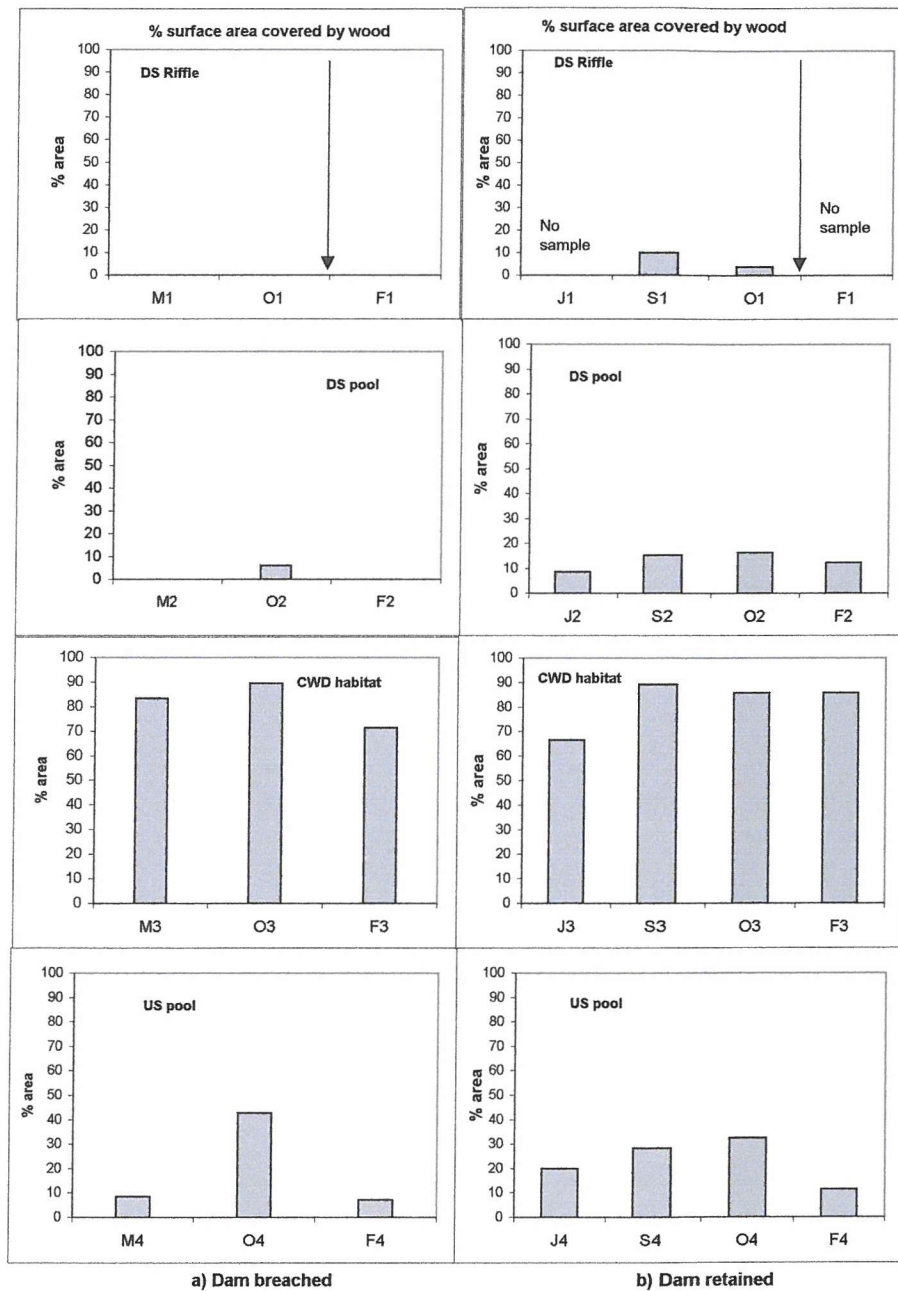 % surface area covered by wood
DS Riffle
% area
100
90
80
70
60
50
40
30
20
10
0
M1 O1 F1
% surface area covered by wood
DS Riffle
% area
100
90
80
70
60
50
40
30
20
10
0
No
sample
No
sample
J1 S1 O1 F1
DS pool
% area
100
90
80
70
60
50
40
30
20
10
0
M2 O2 F2
DS pool
% area
100
90
80
70
60
50
40
30
20
10
0
J2 S2 O2 F2
CWD habitat
% area
100
90
80
70
60
50
40
30
20
10
0
M3 O3 F3
CWD habitat
% area
100
90
80
70
60
50
40
30
20
10
0
J3 S3 O3 F3
US pool
% area
100
90
80
70
60
50
40
30
20
10
0
M4 O4 F4
US pool
% area
100
90
80
70
60
50
40
30
20
10
0
J4 S4 O4 F4
a) Dam breached
b) Dam retained